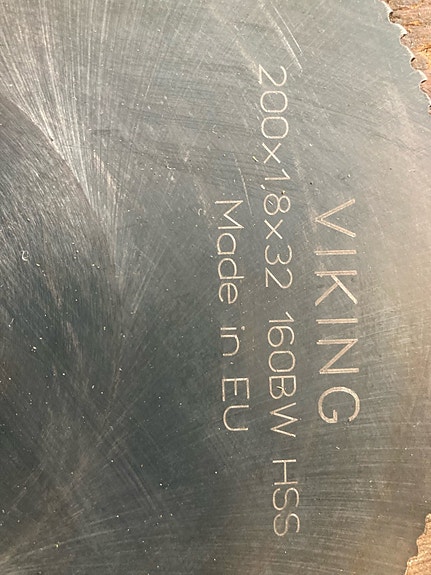 VIKING
200x1,8x32 160BW HSS
Made in EU